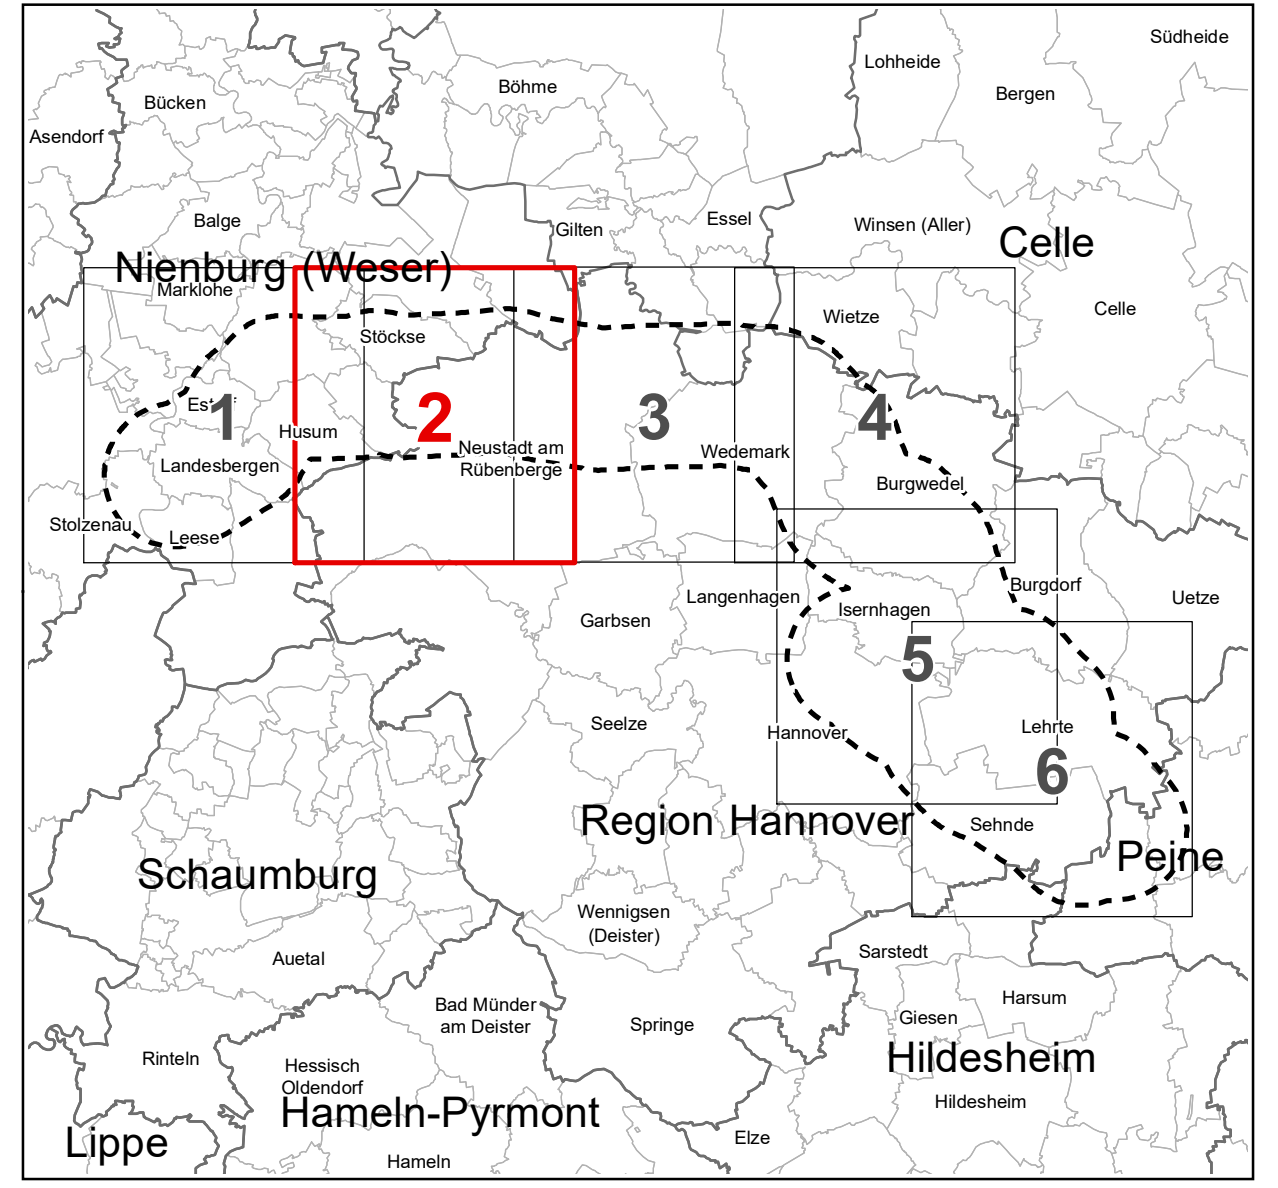 Südheide
Lohheide
Böhme
Bergen
Bücken
Asendorf
Balge
Gilten
Essel
Winsen (Aller)
Celle
Nienburg (Weser)
Marklohe
Celle
Wietze
Stöckse
1
2
3
4
Husum
Neustadt am
Rübenberge
Wedemark
Landesbergen
Burgwedel
Stolzenau
Leese
Burgdorf
Langenhagen
Uetze
Isernhagen
Garbsen
5
Seelze
Hannover
Lehrte
6
Region Hannover
Sehnde
Peine
Schaumburg
Wennigsen
(Deister)
Sarstedt
Auetal
Harsum
Bad Münder
am Deister
Giesen
Springe
Rinteln
Hildesheim
Hessisch
Oldendorf
Hildesheim
Hameln-Pyrmont
Lippe
Elze
Hameln